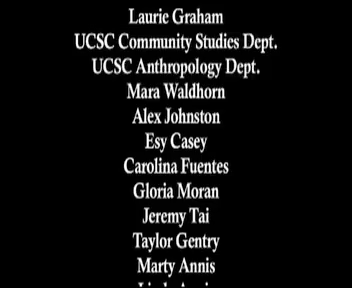 Laurie Graham
UCSC Community Studies Dept.
UCSC Anthropology Dept.
Mara Waldhorn
Alex Johnston
Esy Casey
Carolina Fuentes
Gloria Moran
Jeremy Tai
Taylor Gentry
Marty Annis